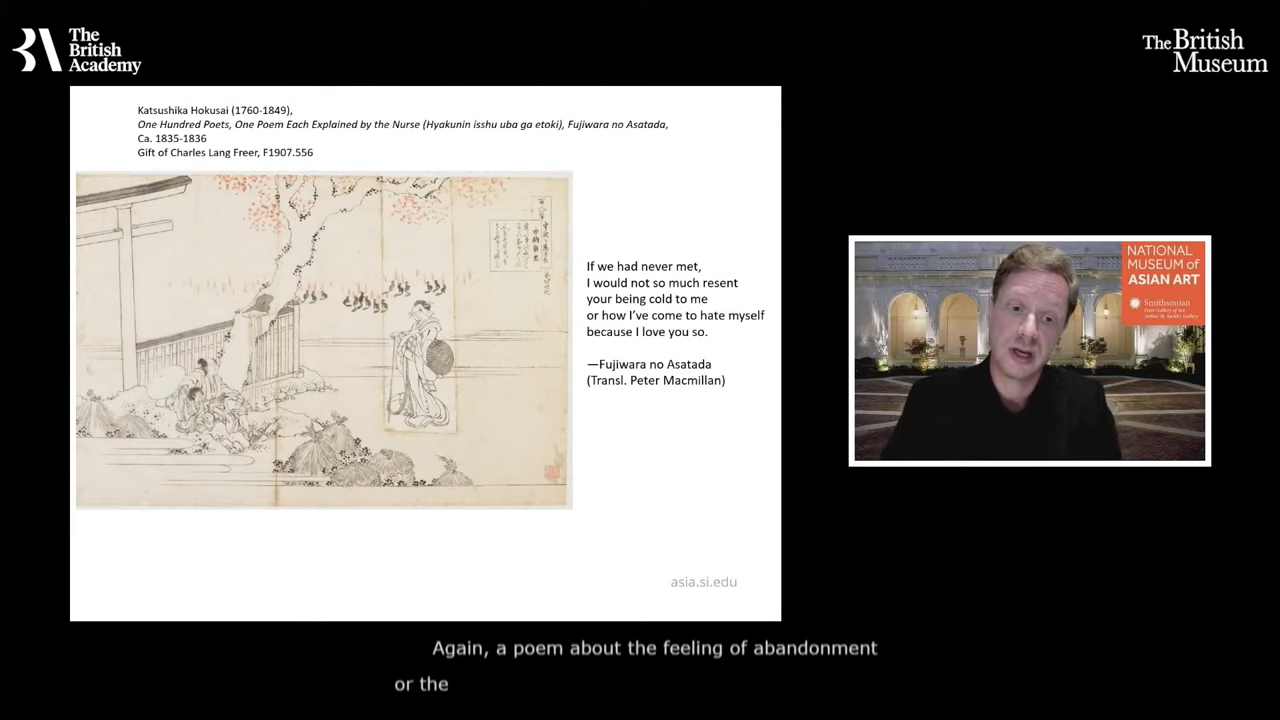 The
British
Academy
The British
Museum
Katsushika Hokusai (1760-1849),
One Hundred Poets, One Poem Each Explained by the Nurse (Hyakunin isshu uba ga etoki), Fujiwara no Asatada,
Ca. 1835-1836
Gift of Charles Lang Freer, F1907.556
If we had never met,
I would not so much resent
your being cold to me
or how I've come to hate myself
because I love you so.
—Fujiwara no Asatada
(Transl. Peter Macmillan)
asia.si.edu
NATIONAL
MUSEUM of
ASIAN ART
Smithsonian
Freer Gallery of Art
Arthur M. Sackler Gallery
Again, a poem about the feeling of abandonment
or the